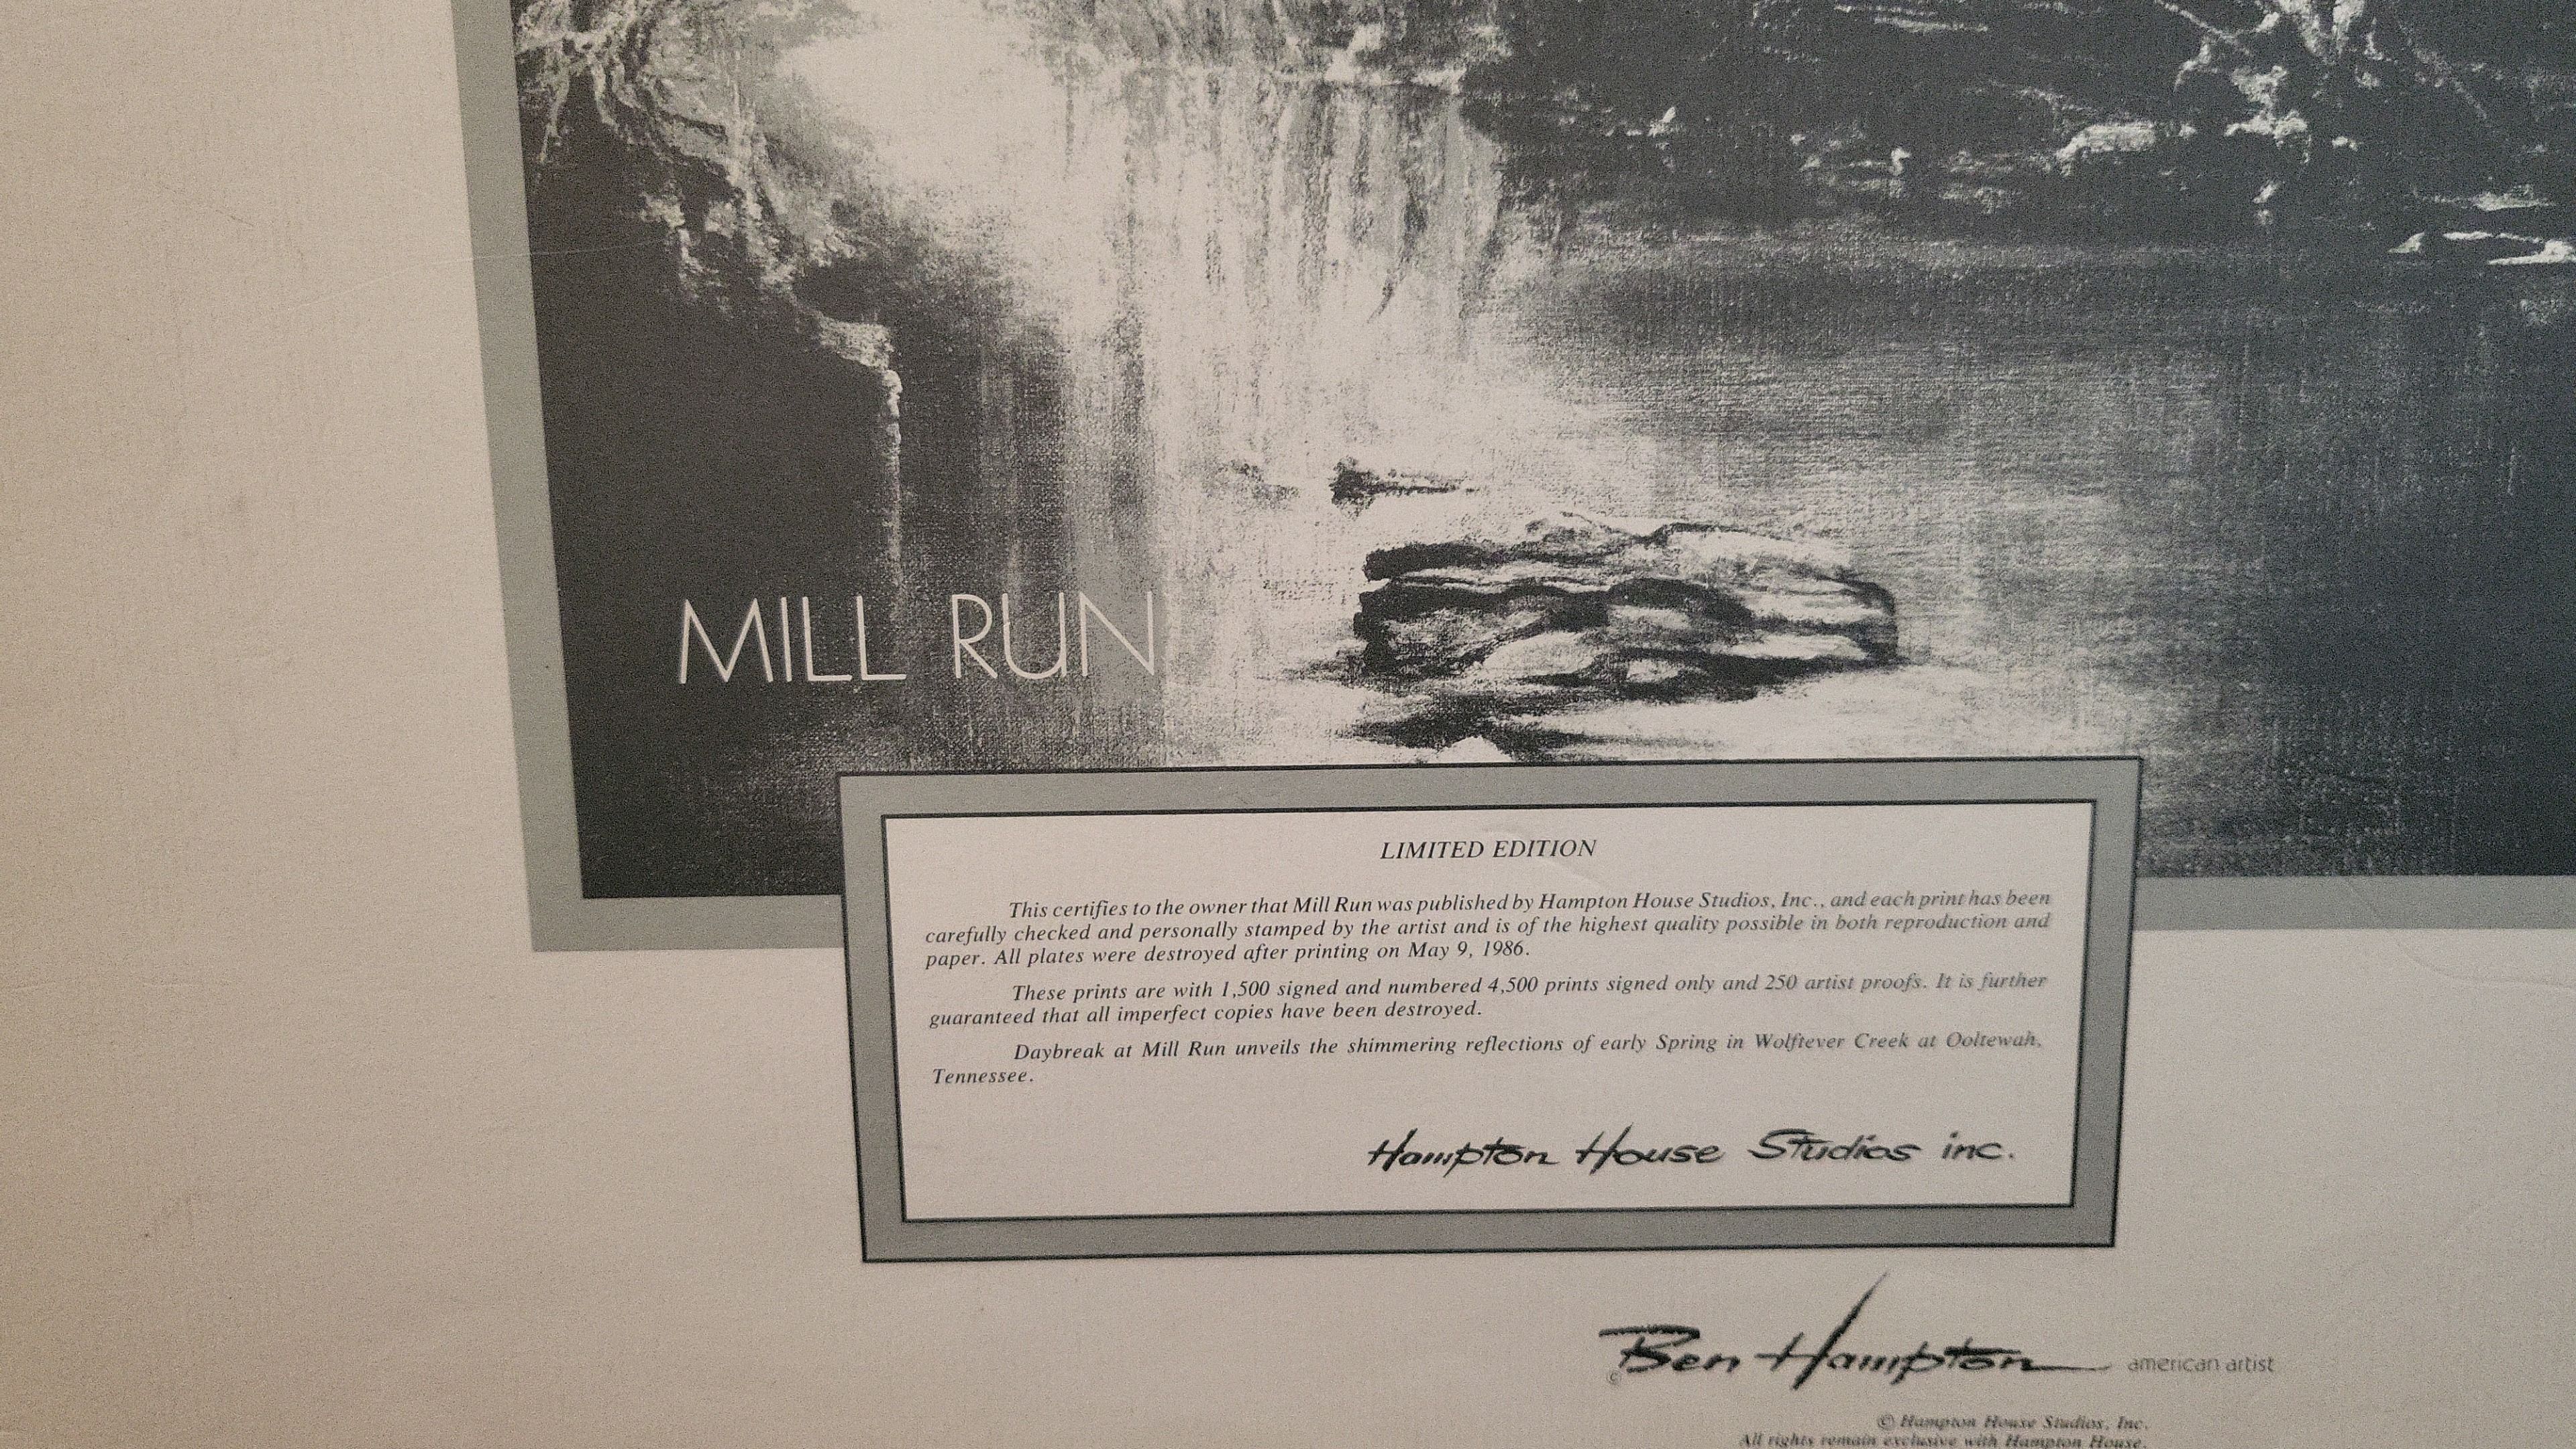 MILL RUN
LIMITED EDITION
This certifies to the owner that Mill Run was published by Hampton House Studios, Inc., and each print has been
carefully checked and personally stamped by the artist and is of the highest quality possible in both reproduction and
paper. All plates were destroyed after printing on May 9, 1986.
These prints are with 1,500 signed and numbered 4,500 prints signed only and 250 artist proofs. It is further
guaranteed that all imperfect copies have been destroyed.
Daybreak at Mill Run unveils the shimmering reflections of early Spring in Wolftever Creek at Ooltewah,
Tennessee.
Hampton House Studios inc.
© Ben Hampton american artist
© Hampton House Studios, Inc.
All rights remain exclusive with Hampton House.